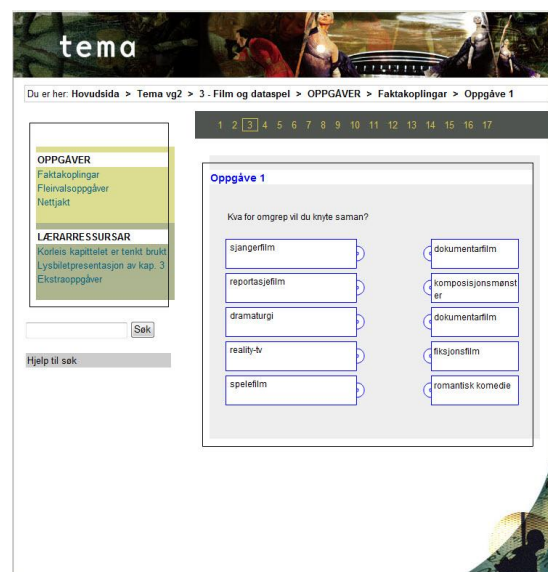 tema
Du er her: Hovudsida > Tema vg2 > 3 - Film og dataspel > OPPGÅVER > Faktakoplingar > Oppgåve 1
1 2 3 4 5 6 7 8 9 10 11 12 13 14 15 16 17
OPPGÅVER
Faktakoplingar
Fleirvalsoppgåver
Nettjakt
LÆRARRESSURSAR
Korleis kapittelet er tenkt brukt
Lysbiletpresentasjon av kap. 3
Ekstraoppgåver
Søk
Hjelp til søk
Oppgåve 1
Kva for omgrep vil du knyte saman?
sjangerfilm
dokumentarfilm
reportasjefilm
komposisjonsmønst
er
dramaturgi
dokumentarfilm
reality-tv
fiksjonsfilm
spelefilm
romantisk komedie